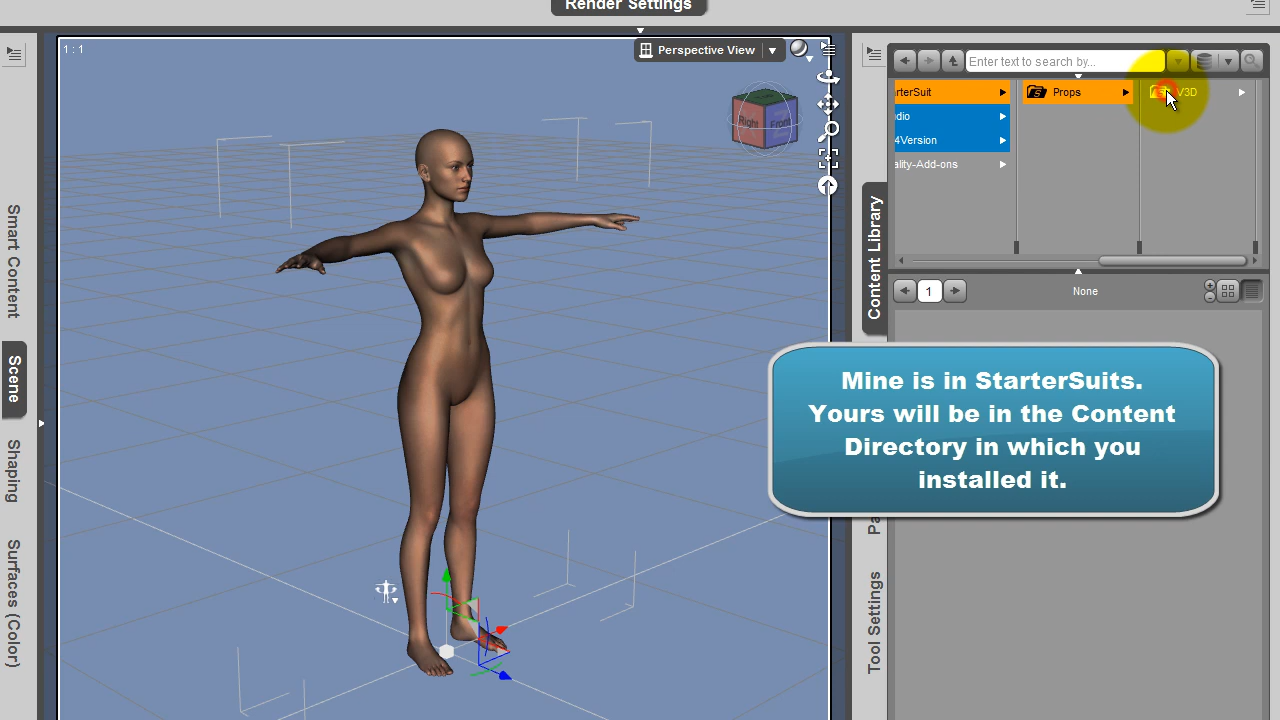 Render Settings
1 : 1
Perspective View
Right
Front
Smart Content
Scene
Shaping
Surfaces (Color)
Enter text to search by...
rterSuit
Props
V3D
dio
4Version
ality-Add-ons
Content Library
1
None
Mine is in StarterSuits.
Yours will be in the Content
Directory in which you
installed it.
Pa
Tool Settings